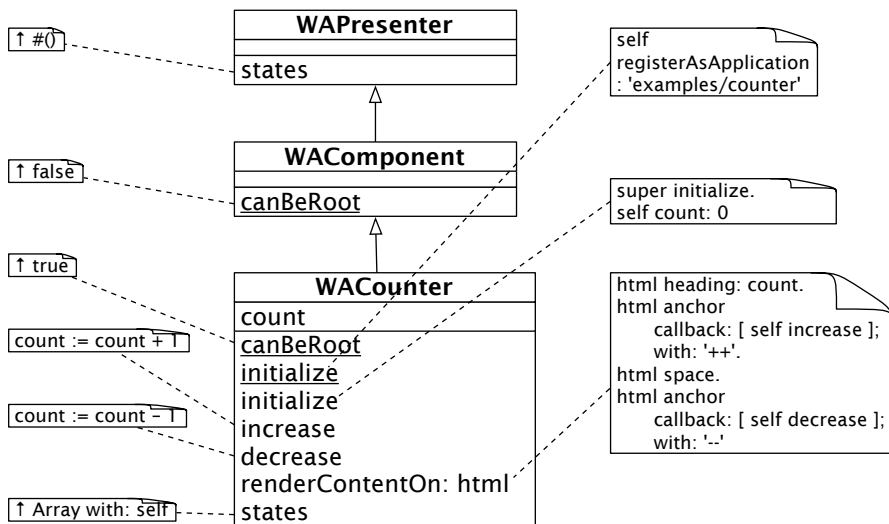 WAPresenter
states
WAComponent
canBeRoot
WACounter
count
canBeRoot
initialize
initialize
increase
decrease
renderContentOn: html
states
↑ #()
↑ false
↑ true
count := count + 1
count := count - 1
↑ Array with: self
self
registerAsApplication
: 'examples/counter'
super initialize.
self count: 0
html heading: count.
html anchor
callback: [ self increase ];
with: '++'.
html space.
html anchor
callback: [ self decrease ];
with: '--'